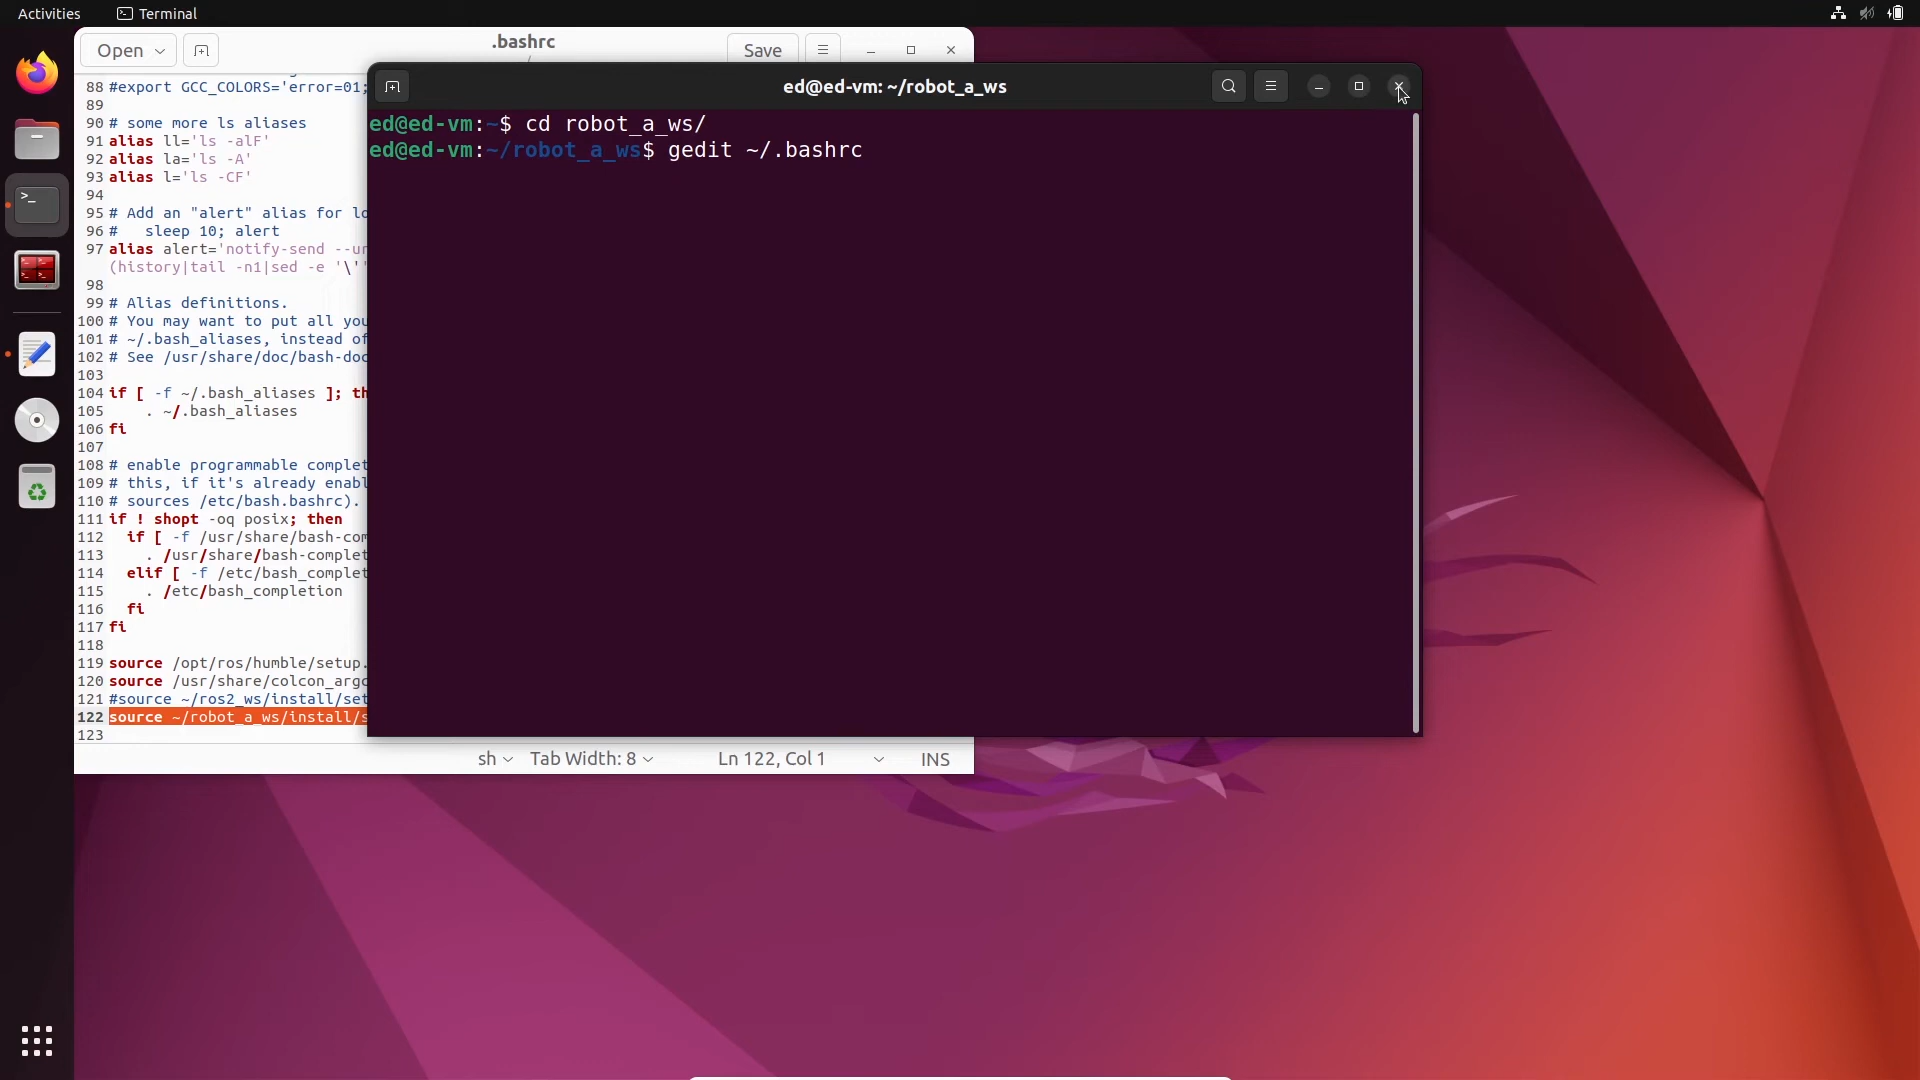 Activities
Terminal
Open
.bashrc
Save
88 #export GCC_COLORS='error=01;
89
90 # some more ls aliases
91 alias ll='ls -alF'
92 alias la='ls -A'
93 alias l='ls -CF'
94
95 # Add an "alert" alias for lo
96 #   sleep 10; alert
97 alias alert='notify-send --ur
(history|tail -n1|sed -e '\''
98
99 # Alias definitions.
100 # You may want to put all you
101 # ~/.bash_aliases, instead of
102 # See /usr/share/doc/bash-doc
103
104 if [ -f ~/.bash_aliases ]; th
105     . ~/.bash_aliases
106 fi
107
108 # enable programmable complet
109 # this, if it's already enabl
110 # sources /etc/bash.bashrc).
111 if ! shopt -oq posix; then
112   if [ -f /usr/share/bash-com
113     . /usr/share/bash-complet
114   elif [ -f /etc/bash_complet
115     . /etc/bash_completion
116   fi
117 fi
118
119 source /opt/ros/humble/setup.
120 source /usr/share/colcon_argc
121 #source ~/ros2_ws/install/set
122 source ~/robot_a_ws/install/s
123
sh
Tab Width: 8
Ln 122, Col 1
INS
ed@ed-vm: ~/robot_a_ws
ed@ed-vm:~$ cd robot_a_ws/
ed@ed-vm:~/robot_a_ws$ gedit ~/.bashrc